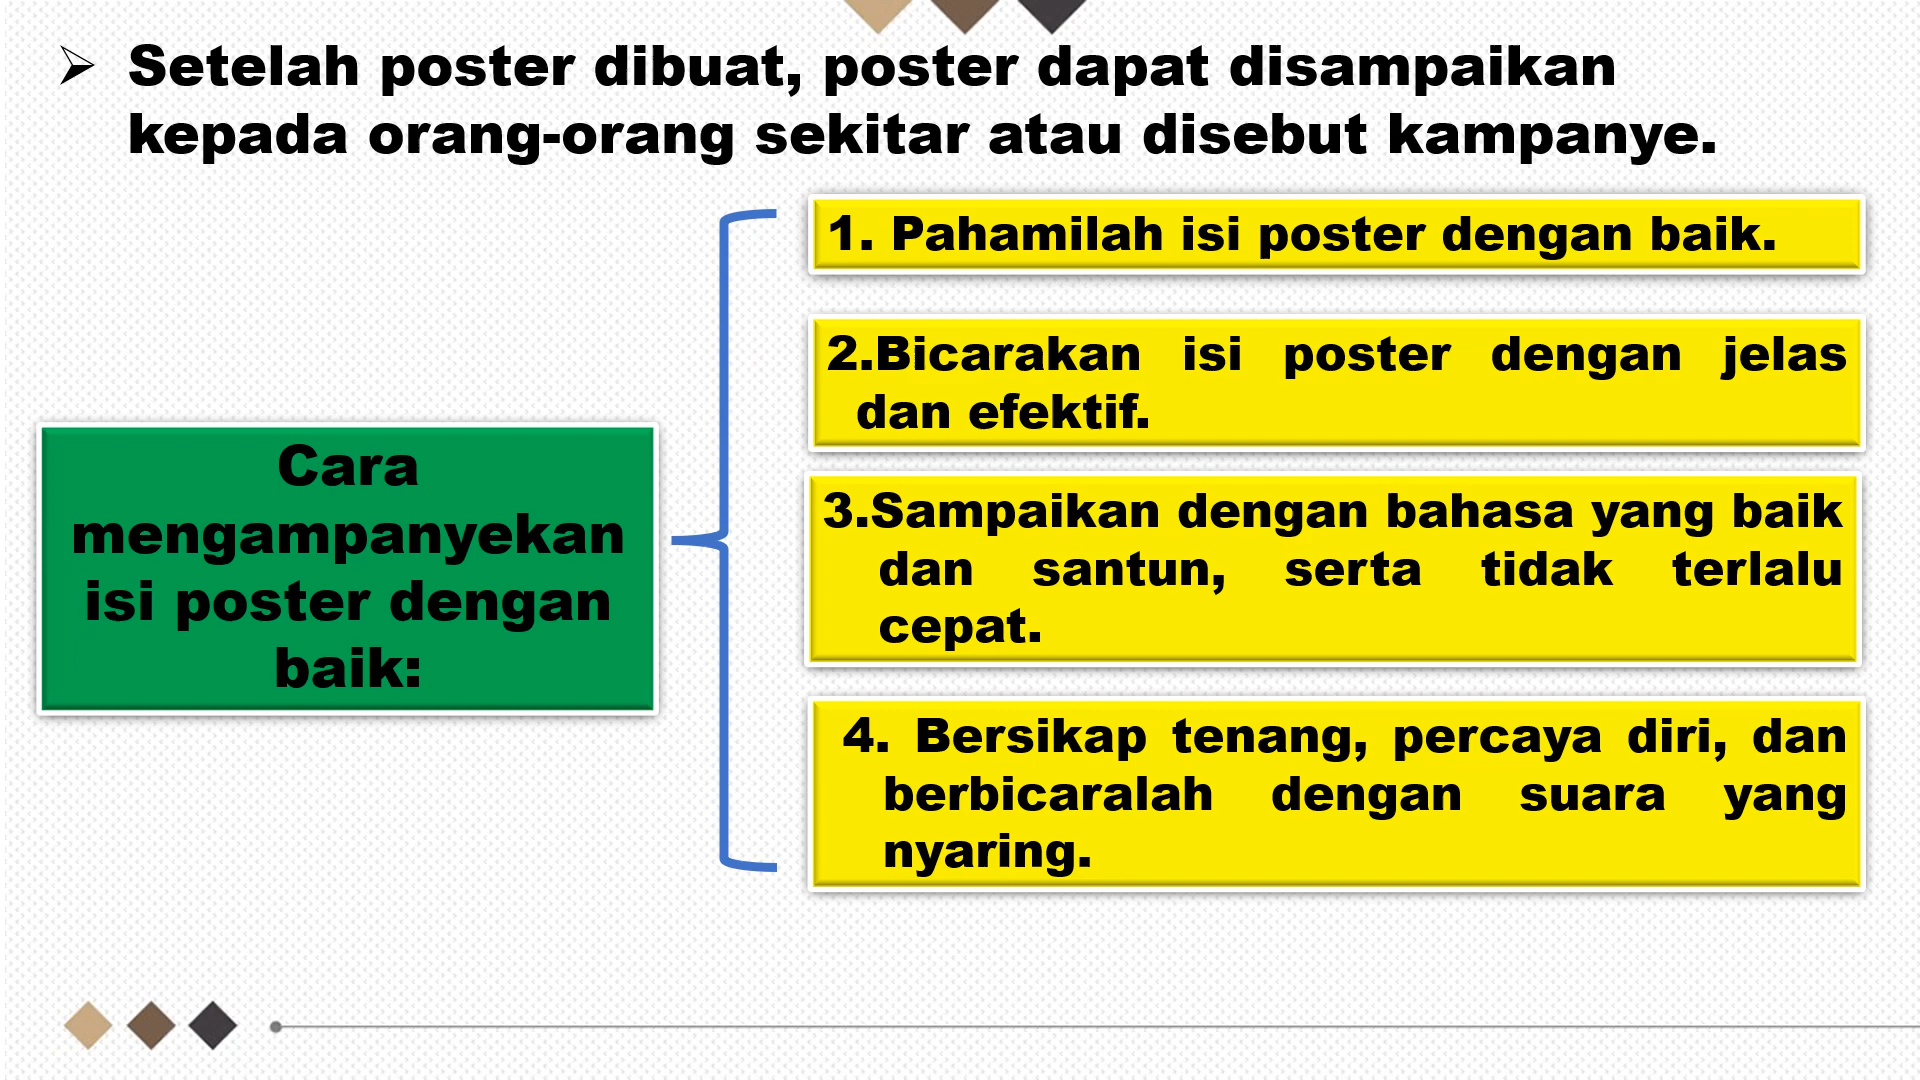 Setelah poster dibuat, poster dapat disampaikan
kepada orang-orang sekitar atau disebut kampanye.
Cara
mengampanyekan
isi poster dengan
baik:
1. Pahamilah isi poster dengan baik.
2.Bicarakan isi poster dengan jelas
dan efektif.
3.Sampaikan dengan bahasa yang baik
dan santun, serta tidak terlalu
cepat.
4. Bersikap tenang, percaya diri, dan
berbicaralah dengan suara yang
nyaring.